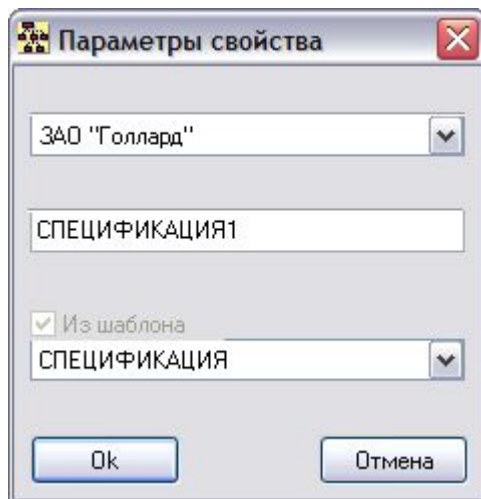 Параметры свойства
ЗАО "Голлард"
СПЕЦИФИКАЦИЯ1
Из шаблона
СПЕЦИФИКАЦИЯ
Ok
Отмена